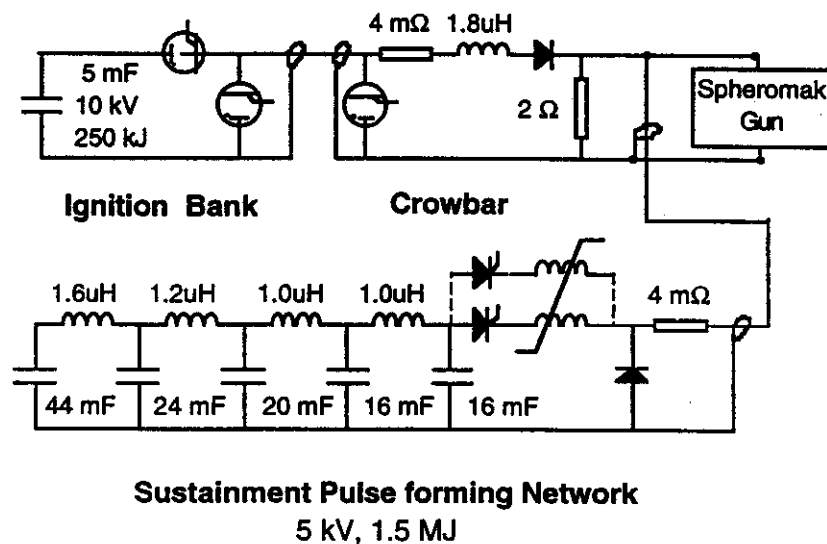 4 mΩ 1.8uH
5 mF
10 kV
250 kJ
2 Ω
Spheromak
Gun
Ignition Bank
Crowbar
1.6uH 1.2uH 1.0uH 1.0uH
4 mΩ
44 mF 24 mF 20 mF 16 mF 16 mF
Sustainment Pulse forming Network
5 kV, 1.5 MJ